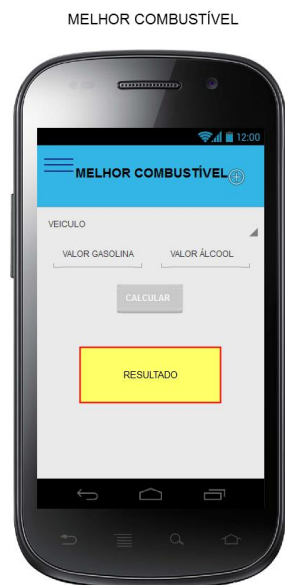 MELHOR COMBUSTÍVEL
12:00
MELHOR COMBUSTÍVEL
VEICULO
VALOR GASOLINA VALOR ÁLCOOL
CALCULAR
RESULTADO